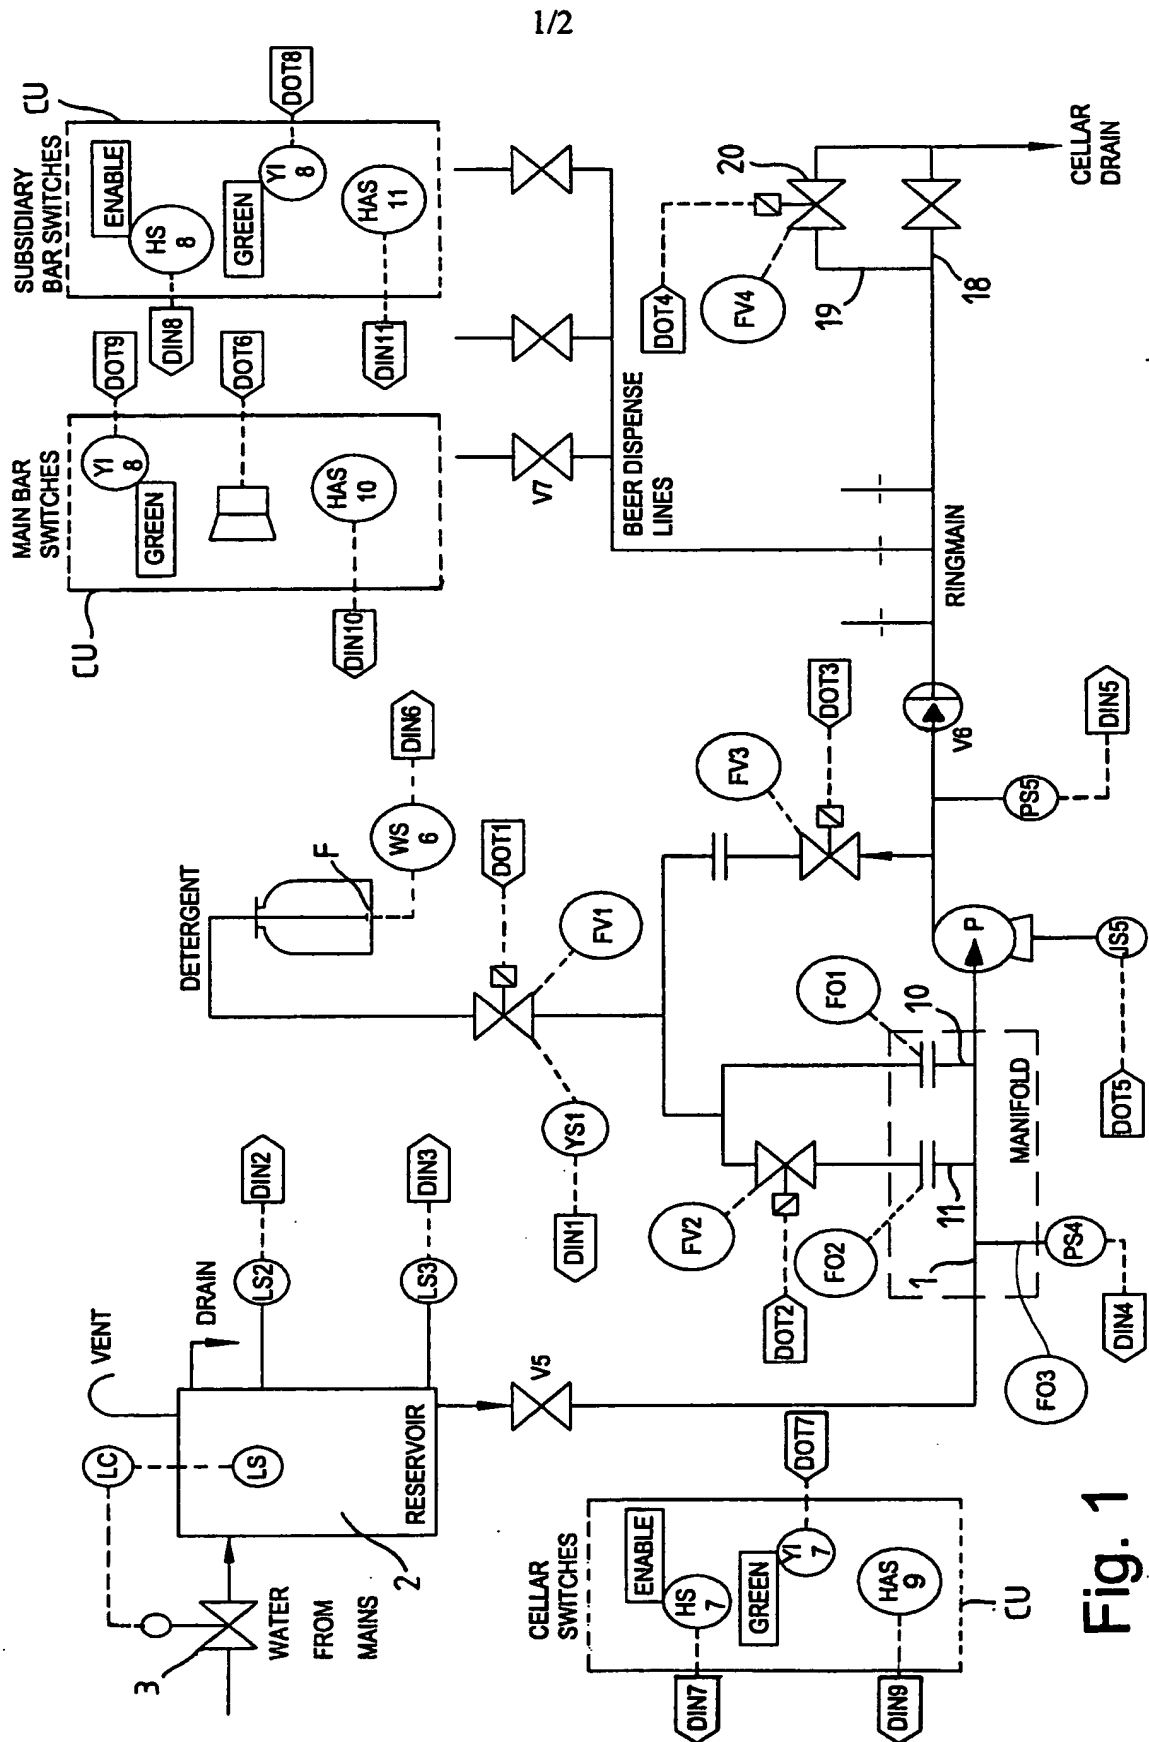 1/2
CU
SUBSIDIARY
BAR SWITCHES
ENABLE
HS
8
GREEN
YI
8
HAS
11
DOT8
DIN8
DIN11
MAIN BAR
SWITCHES
CU
YI
8
GREEN
HAS
10
DOT9
DOT6
DIN10
V7
BEER DISPENSE
LINES
RINGMAIN
DOT4
FV4
20
19
18
CELLAR
DRAIN
DETERGENT
F
WS
6
DIN6
DOT1
FV1
YS1
DIN1
FV3
DOT3
V6
PS5
DIN5
P
JS5
DOT5
FO1
10
FV2
DOT2
FO2
11
MANIFOLD
1
PS4
DIN4
FO3
VENT
DRAIN
LC
LS
LS2
DIN2
LS3
DIN3
RESERVOIR
2
3
WATER
FROM
MAINS
V5
CELLAR
SWITCHES
ENABLE
HS
7
GREEN
YI
7
HAS
9
DOT7
DIN7
DIN9
CU
Fig. 1